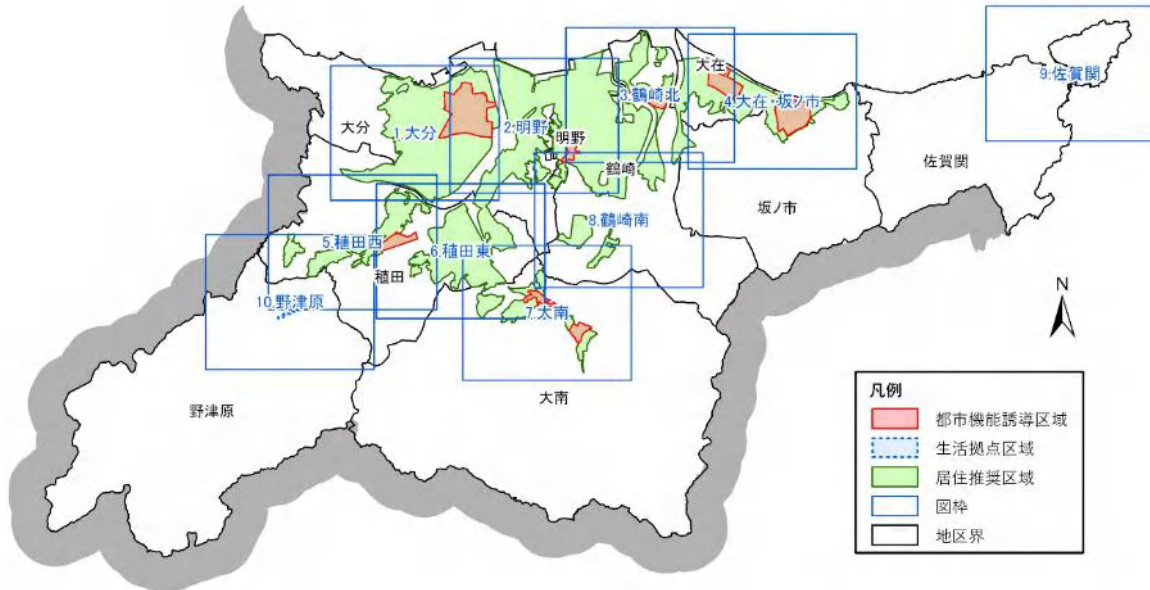 9.佐賀関
大在
3.鶴崎北
4.大在・坂ノ市
大分
1.大分
2.明野
明野
鶴崎
佐賀関
坂ノ市
8.鶴崎南
5.稙田西
6.稙田東
稙田
10.野津原
7.大南
大南
野津原
N
凡例
都市機能誘導区域
生活拠点区域
居住推奨区域
図枠
地区界